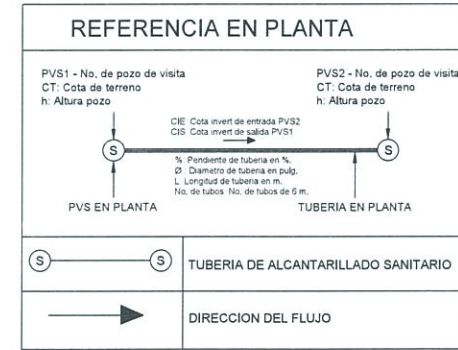 REFERENCIA EN PLANTA
PVS1 - No. de pozo de visita
CT: Cota de terreno
h: Altura pozo
PVS2 - No. de pozo de visita
CT: Cota de terreno
h: Altura pozo
CIE Cota invert de entrada PVS2
CIS Cota invert de salida PVS1
S
S
% Pendiente de tuberia en %.
Ø Diametro de tuberia en pulg.
L Longitud de tuberia en m.
No. de tubos No. de tubos de 6 m.
PVS EN PLANTA
TUBERIA EN PLANTA
S
S
TUBERIA DE ALCANTARILLADO SANITARIO
DIRECCION DEL FLUJO